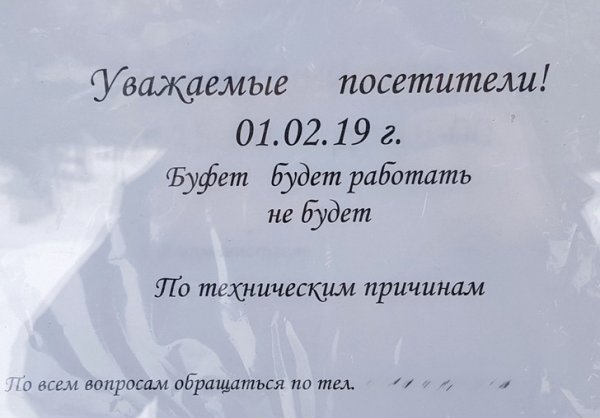 Уважаемые посетители!
01.02.19 г.
Буфет будет работать
не будет
По техническим причинам
По всем вопросам обращаться по тел.